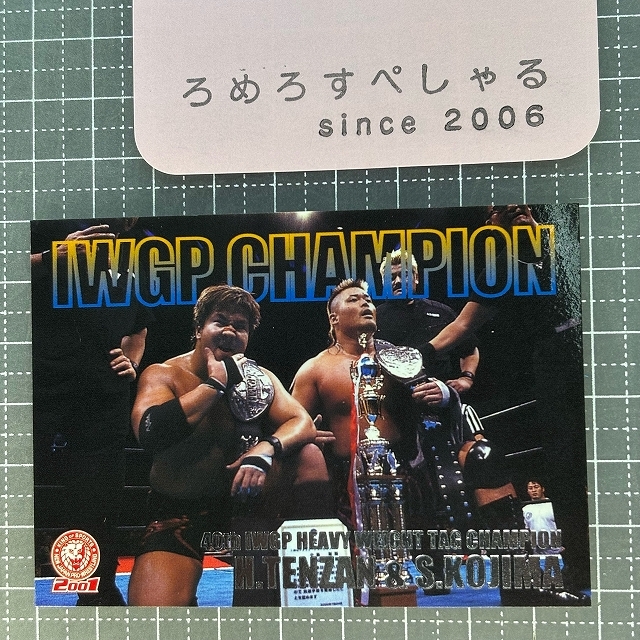 ろめろすぺしゃる
since 2006
IWGP CHAMPION
40th IWGP HEAVY WEIGHT TAG CHAMPION
H.TENZAN & S.KOJIMA
2001